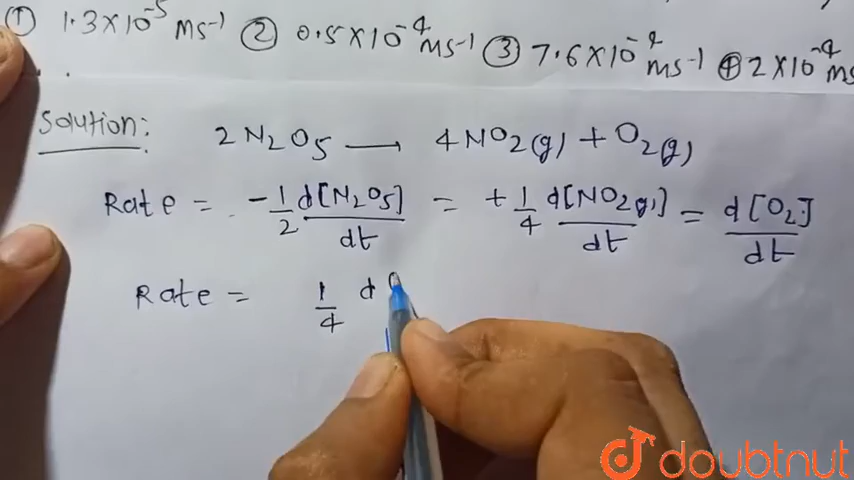 ① 1.3×10⁻⁵ ms⁻¹ ② 0.5×10⁻⁴ ms⁻¹ ③ 7.6×10⁻⁴ ms⁻¹ ④ 2×10⁻⁴ ms
Solution:
2N₂O₅ → 4NO₂(g) + O₂(g)
Rate = -1/2 d[N₂O₅]/dt = +1/4 d[NO₂(g)]/dt = d[O₂]/dt
Rate = 1/4 d
doubtnut